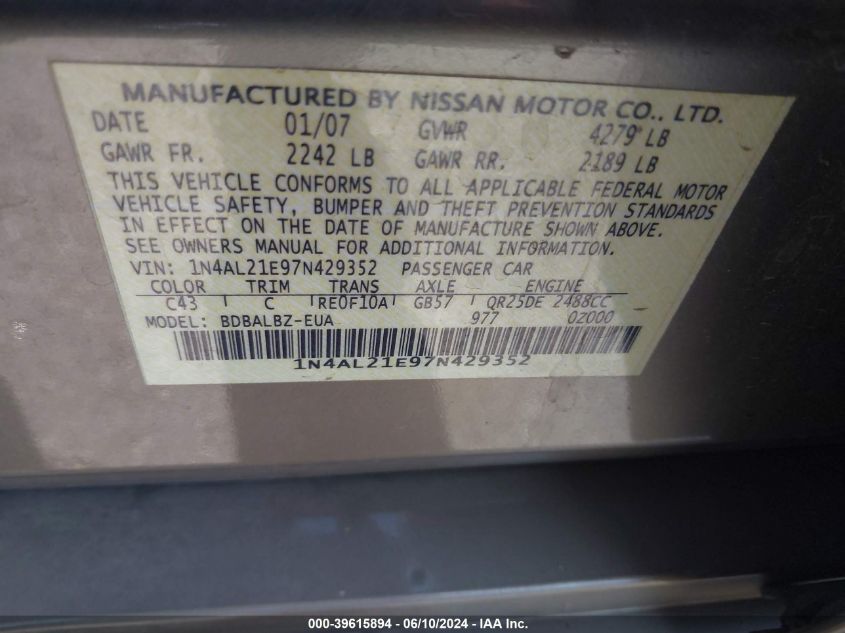 MANUFACTURED BY NISSAN MOTOR CO., LTD.
DATE 01/07 GVWR 4279 LB
GAWR FR. 2242 LB GAWR RR. 2189 LB
THIS VEHICLE CONFORMS TO ALL APPLICABLE FEDERAL MOTOR
VEHICLE SAFETY, BUMPER AND THEFT PREVENTION STANDARDS
IN EFFECT ON THE DATE OF MANUFACTURE SHOWN ABOVE.
SEE OWNERS MANUAL FOR ADDITIONAL INFORMATION.
VIN: 1N4AL21E97N429352 PASSENGER CAR
COLOR TRIM TRANS AXLE ENGINE
C43 C RE0F10A GB57 QR25DE 2488CC
MODEL: BDBALBZ-EUA 977 0Z000
1N4AL21E97N429352
000-39615894 - 06/10/2024 - IAA Inc.